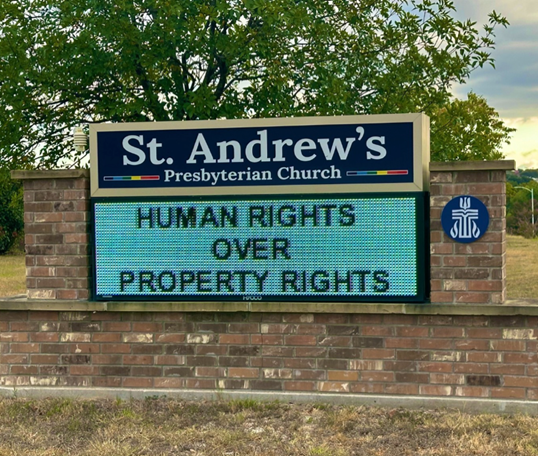 St. Andrew's
Presbyterian Church
HUMAN RIGHTS
OVER
PROPERTY RIGHTS